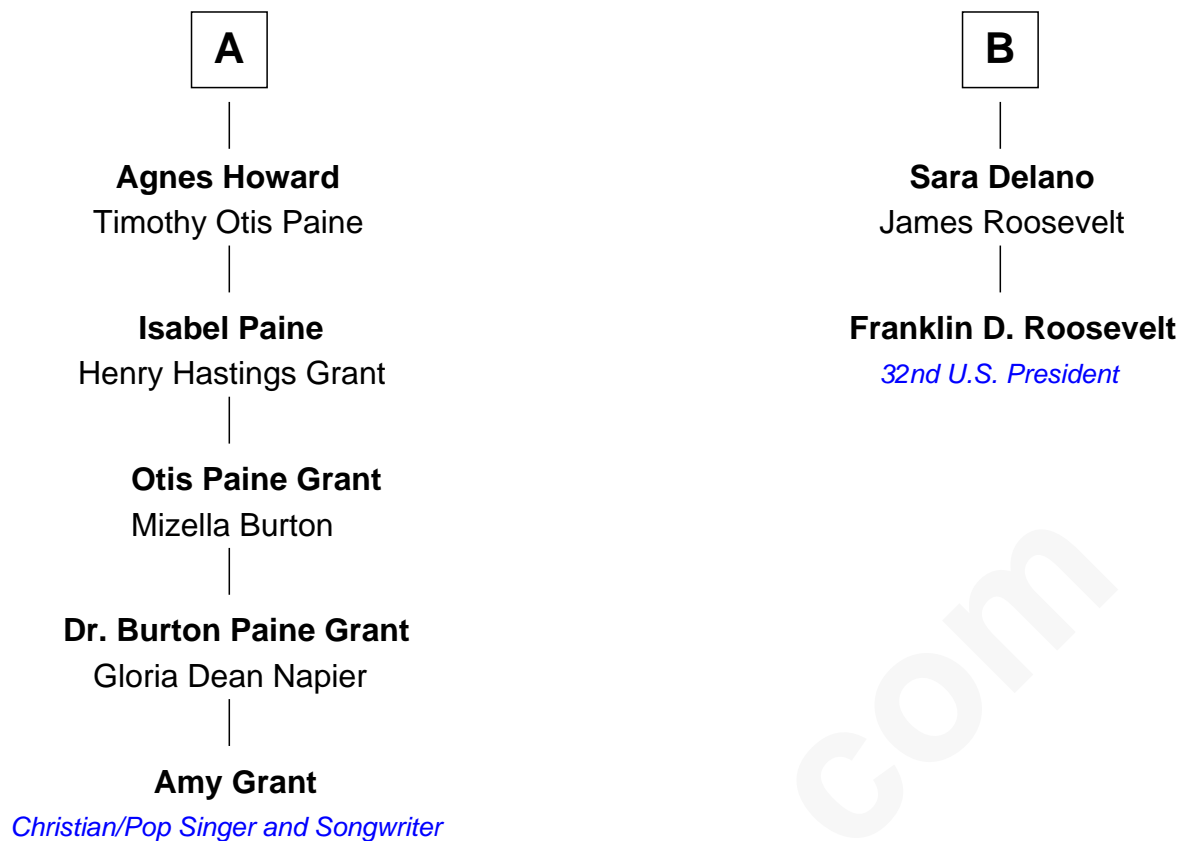 A
Agnes Howard
Timothy Otis Paine
Isabel Paine
Henry Hastings Grant
Otis Paine Grant
Mizella Burton
Dr. Burton Paine Grant
Gloria Dean Napier
Amy Grant
Christian/Pop Singer and Songwriter
B
Sara Delano
James Roosevelt
Franklin D. Roosevelt
32nd U.S. President
com